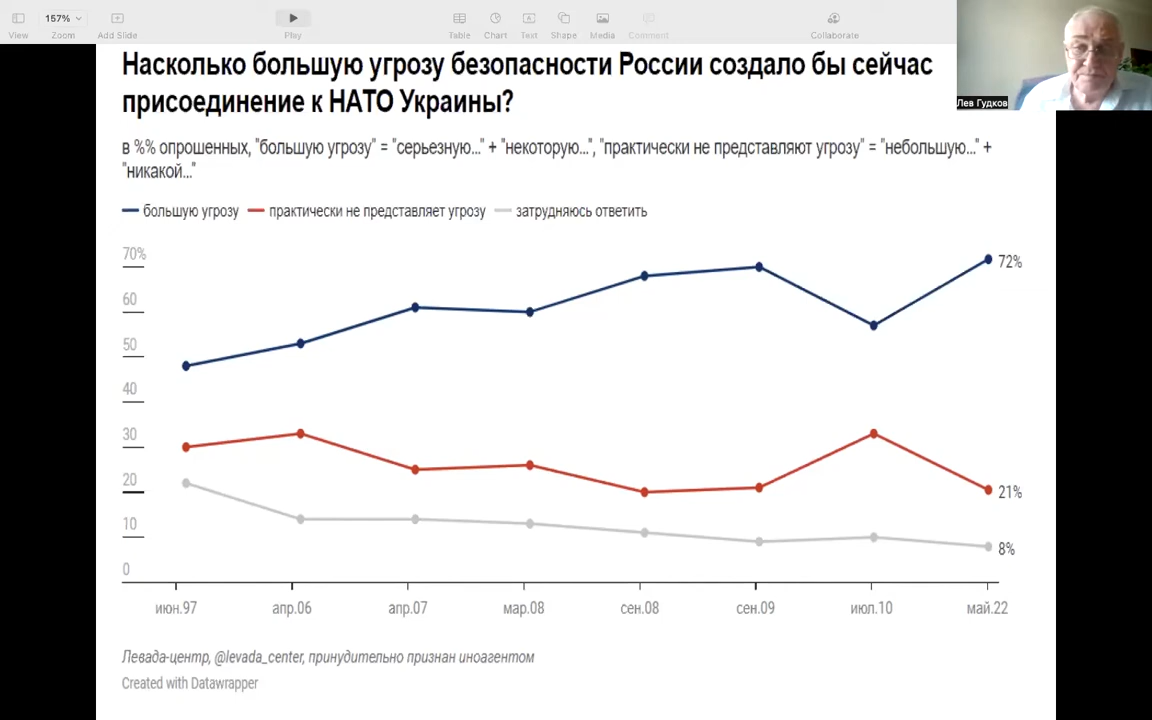 View
157%
Zoom
Add Slide
Play
Table
Chart
Text
Shape
Media
Comment
Collaborate
Лев Гудков
Насколько большую угрозу безопасности России создало бы сейчас
присоединение к НАТО Украины?
в %% опрошенных, "большую угрозу" = "серьезную..." + "некоторую...", "практически не представляют угрозу" = "небольшую..." +
"никакой..."
большую угрозу практически не представляет угрозу затрудняюсь ответить
70%
60
50
40
30
20
10
0
72%
21%
8%
июн.97 апр.06 апр.07 мар.08 сен.08 сен.09 июл.10 май.22
Левада-центр, @levada_center, принудительно признан иноагентом
Created with Datawrapper